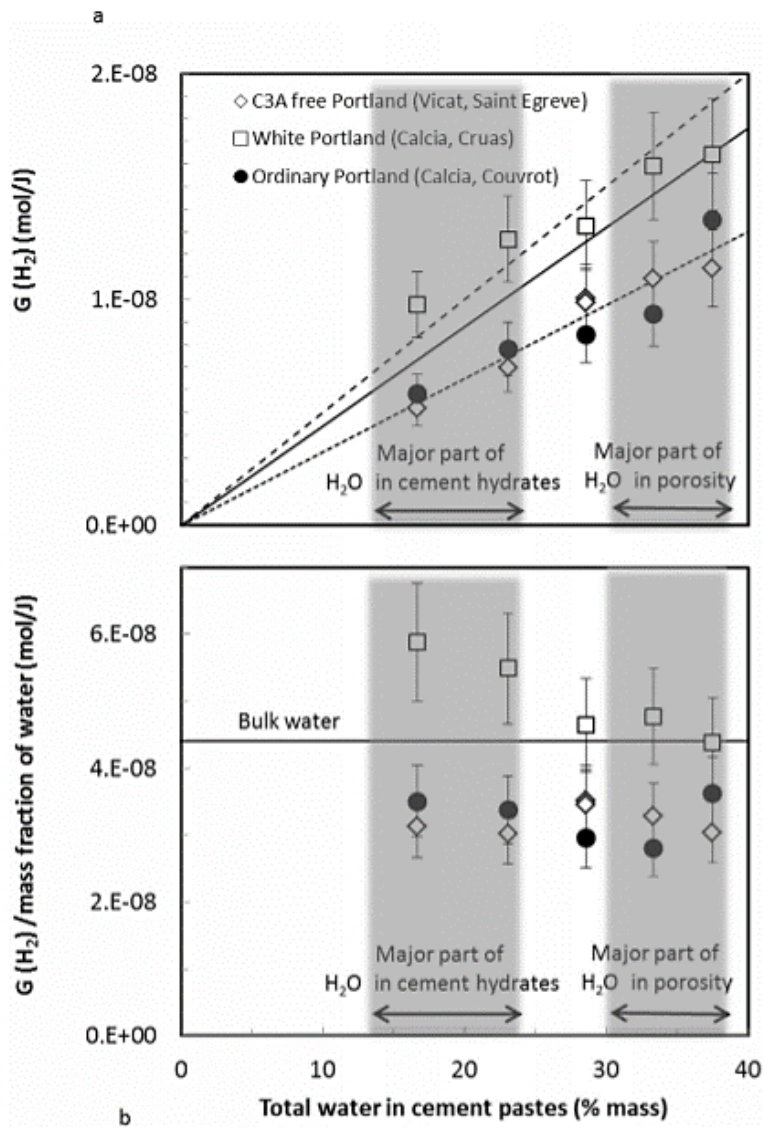 a
2.E-08
C3A free Portland (Vicat, Saint Egreve)
White Portland (Calcia, Cruas)
Ordinary Portland (Calcia, Couvrot)
G (H₂) (mol/J)
1.E-08
Major part of
H₂O in cement hydrates
Major part of
H₂O in porosity
0.E+00
6.E-08
Bulk water
4.E-08
G (H₂) /mass fraction of water (mol/J)
2.E-08
Major part of
H₂O in cement hydrates
Major part of
H₂O in porosity
0.E+00
0 10 20 30 40
Total water in cement pastes (% mass)
b